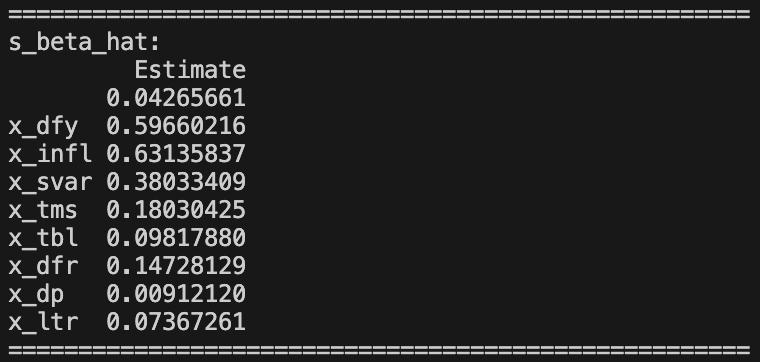 =====================================================
s_beta_hat:
         Estimate
       0.04265661
x_dfy  0.59660216
x_infl 0.63135837
x_svar 0.38033409
x_tms  0.18030425
x_tbl  0.09817880
x_dfr  0.14728129
x_dp   0.00912120
x_ltr  0.07367261
=====================================================